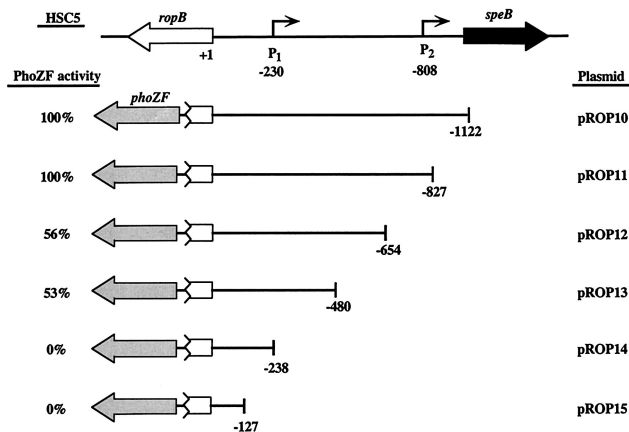 HSC5
ropB
speB
+1
P1
-230
P2
-808
PhoZF activity
Plasmid
phoZF
100%
-1122
pROP10
100%
-827
pROP11
56%
-654
pROP12
53%
-480
pROP13
0%
-238
pROP14
0%
-127
pROP15